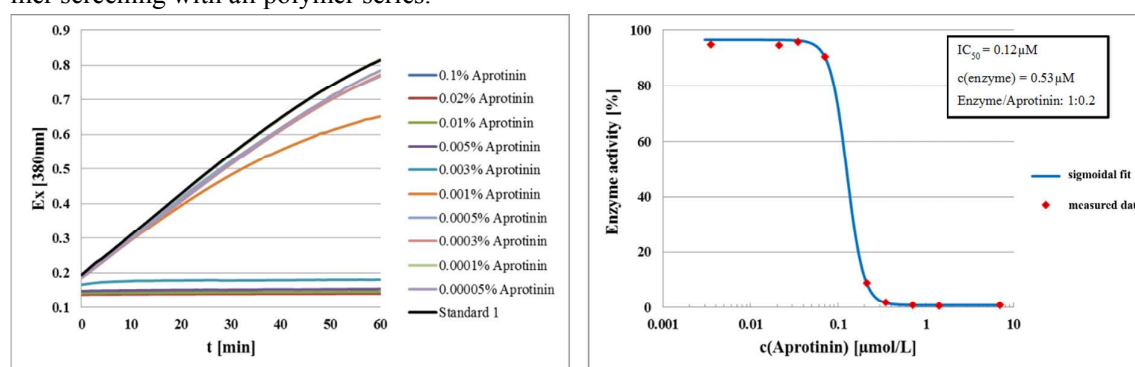 mer screening with all polymer series.
0.9
0.8
0.7
0.6
0.5
0.4
0.3
0.2
0.1
Ex [380nm]
0 10 20 30 40 50 60
t [min]
0.1% Aprotinin
0.02% Aprotinin
0.01% Aprotinin
0.005% Aprotinin
0.003% Aprotinin
0.001% Aprotinin
0.0005% Aprotinin
0.0003% Aprotinin
0.0001% Aprotinin
0.00005% Aprotinin
Standard 1
100
80
60
40
20
0
Enzyme activity [%]
0.001 0.01 0.1 1 10
c(Aprotinin) [µmol/L]
IC50 = 0.12µM
c(enzyme) = 0.53µM
Enzyme/Aprotinin: 1:0.2
sigmoidal fit
measured dat